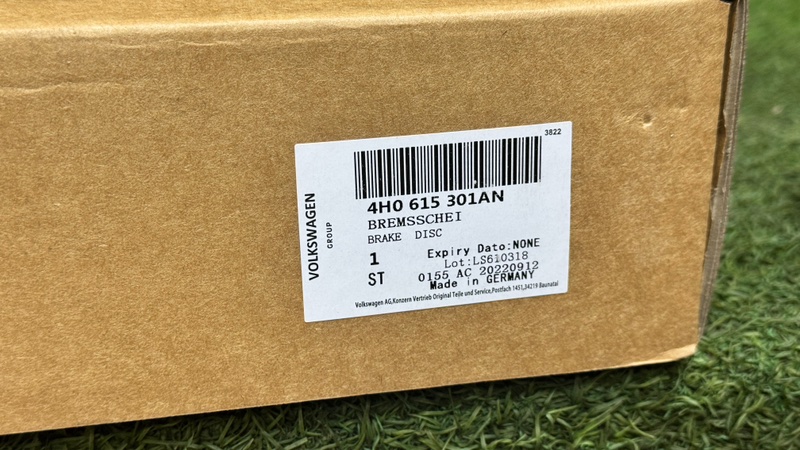 3822
VOLKSWAGEN
GROUP
4H0 615 301AN
BREMSSCHEI
BRAKE DISC
1
ST
Expiry Dato:NONE
Lot:LS610318
0155 AC 20220912
Made in GERMANY
Volkswagen AG,Konzern Vertrieb Original Teile und Service,Postfach 1451,34219 Baunatal